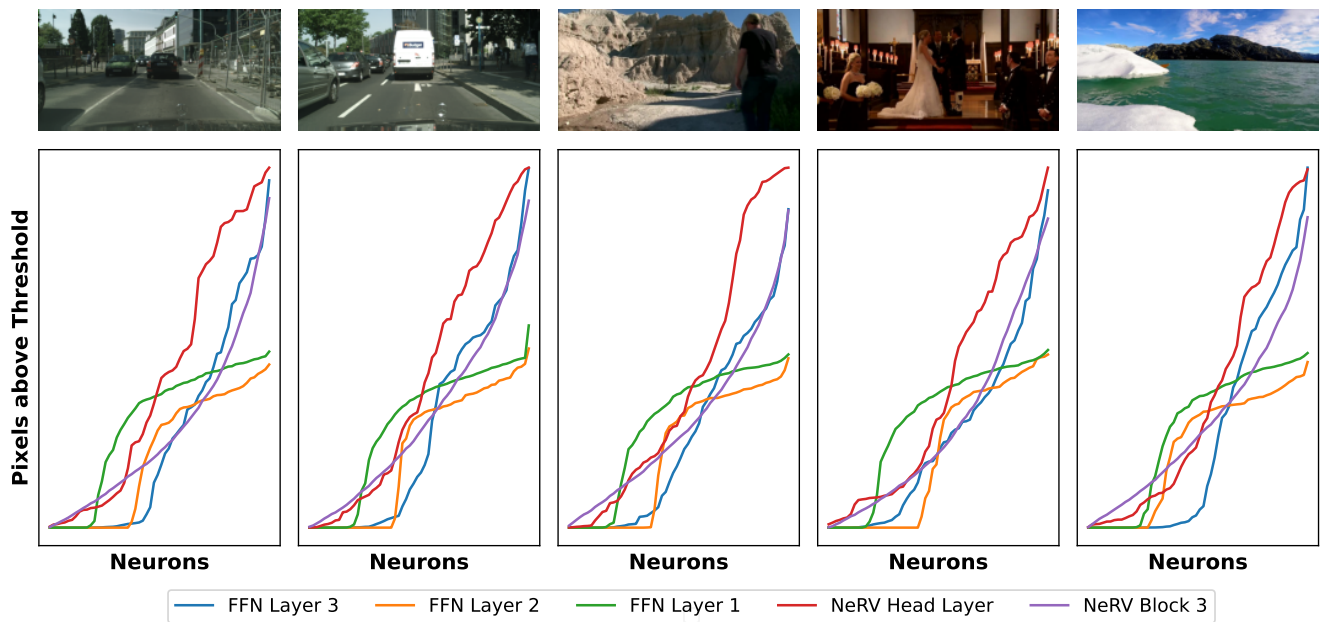 Pixels above Threshold
Neurons
Neurons
Neurons
Neurons
Neurons
FFN Layer 3
FFN Layer 2
FFN Layer 1
NeRV Head Layer
NeRV Block 3